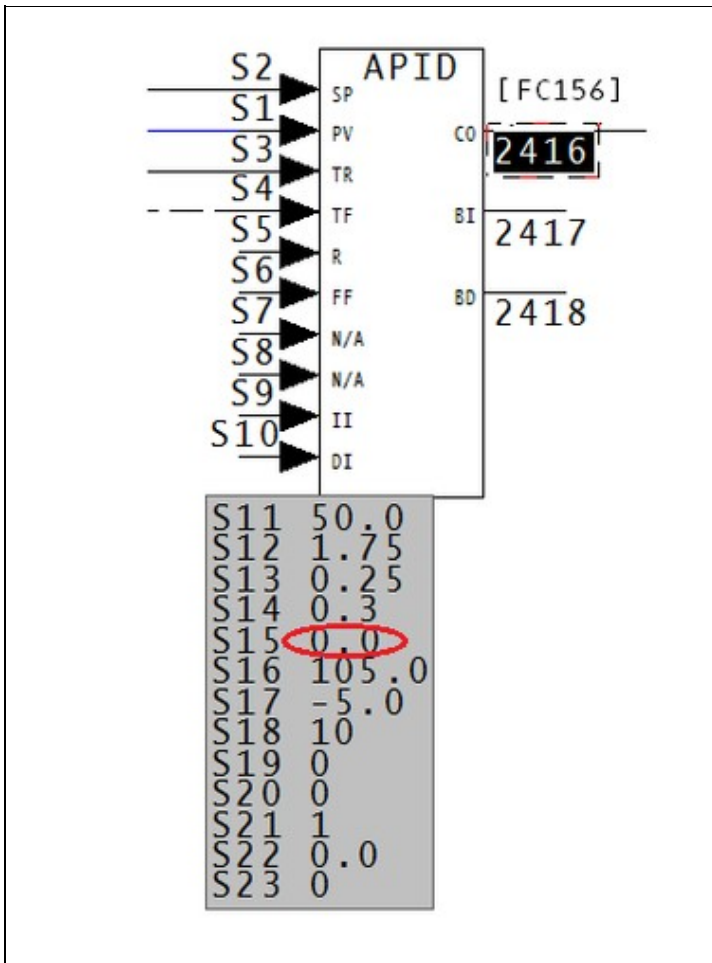 S2
APID
[FC156]
SP
S1
PV
CO
2416
S3
TR
S4
TF
BI
2417
S5
R
S6
FF
BD
2418
S7
N/A
S8
N/A
S9
II
S10
DI
S11 50.0
S12 1.75
S13 0.25
S14 0.3
S15 0.0
S16 105.0
S17 -5.0
S18 10
S19 0
S20 0
S21 1
S22 0.0
S23 0